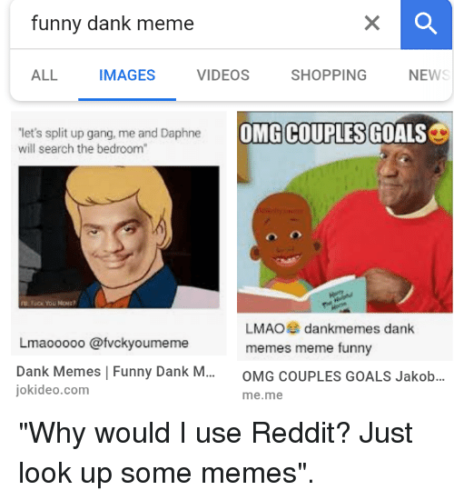 funny dank meme
ALL IMAGES VIDEOS SHOPPING NEWS
"let's split up gang, me and Daphne
will search the bedroom"
Lmaooooo @fvckyoumeme
Dank Memes | Funny Dank M...
jokideo.com
OMG COUPLES GOALS😍
LMAO😂 dankmemes dank
memes meme funny
OMG COUPLES GOALS Jakob...
me.me
"Why would I use Reddit? Just
look up some memes".